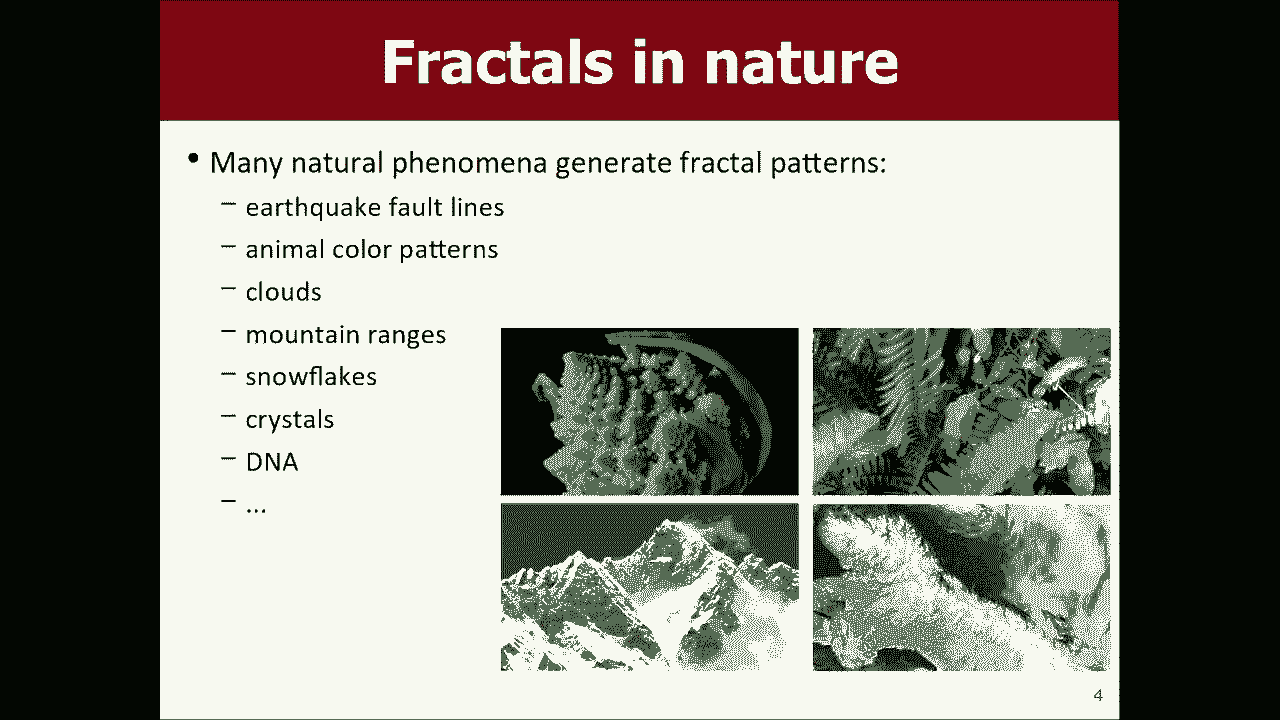 Fractals in nature
• Many natural phenomena generate fractal patterns:
– earthquake fault lines
– animal color patterns
– clouds
– mountain ranges
– snowflakes
– crystals
– DNA
– ...
4